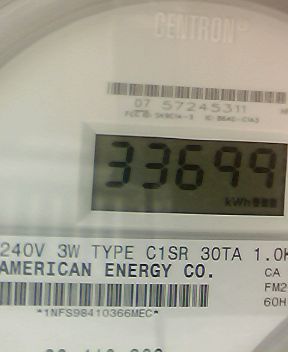 CENTRON®
07 57245311
33699
kWh
240V 3W TYPE C1SR 30TA 1.0K
AMERICAN ENERGY CO.
CA
FM2
60H
*1NFS98410366MEC*